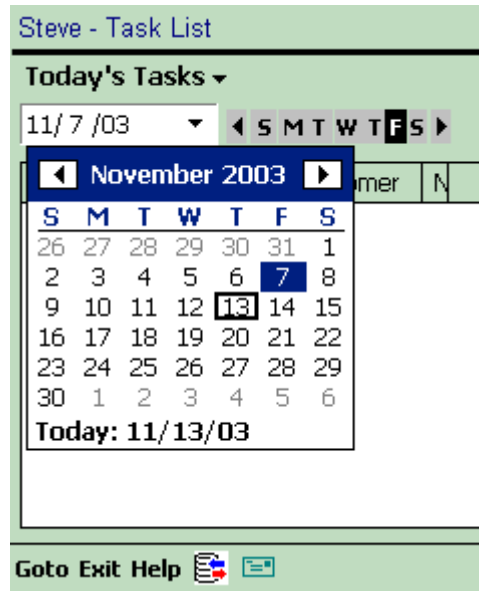 Steve - Task List
Today's Tasks
11/ 7 /03 S M T W T F S
November 2003 omer N
S M T W T F S
26 27 28 29 30 31 1
2 3 4 5 6 7 8
9 10 11 12 13 14 15
16 17 18 19 20 21 22
23 24 25 26 27 28 29
30 1 2 3 4 5 6
Today: 11/13/03
Goto Exit Help